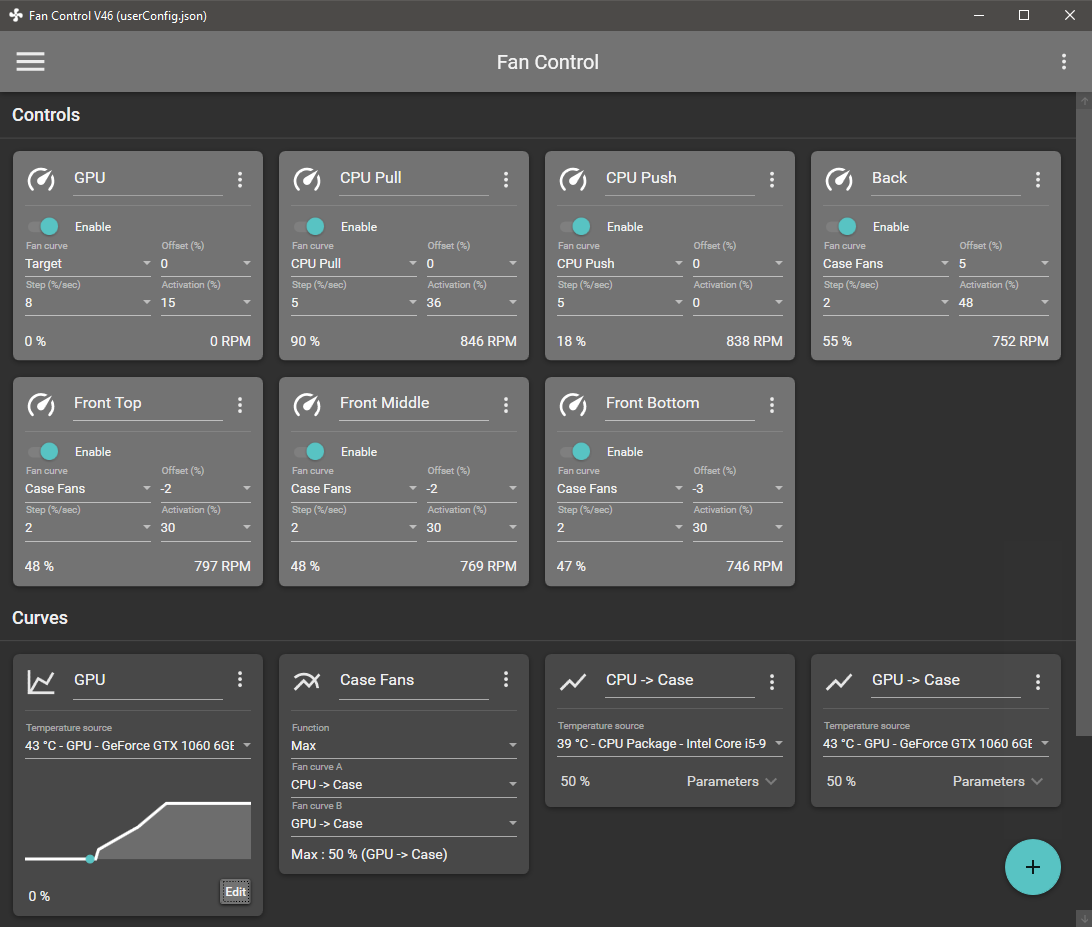 Fan Control V46 (userConfig.json)
Fan Control
Controls
GPU
Enable
Fan curve Offset (%)
Target 0
Step (%/sec) Activation (%)
8 15
0 % 0 RPM
CPU Pull
Enable
Fan curve Offset (%)
CPU Pull 0
Step (%/sec) Activation (%)
5 36
90 % 846 RPM
CPU Push
Enable
Fan curve Offset (%)
CPU Push 0
Step (%/sec) Activation (%)
5 0
18 % 838 RPM
Back
Enable
Fan curve Offset (%)
Case Fans 5
Step (%/sec) Activation (%)
2 48
55 % 752 RPM
Front Top
Enable
Fan curve Offset (%)
Case Fans -2
Step (%/sec) Activation (%)
2 30
48 % 797 RPM
Front Middle
Enable
Fan curve Offset (%)
Case Fans -2
Step (%/sec) Activation (%)
2 30
48 % 769 RPM
Front Bottom
Enable
Fan curve Offset (%)
Case Fans -3
Step (%/sec) Activation (%)
2 30
47 % 746 RPM
Curves
GPU
Temperature source
43 °C - GPU - GeForce GTX 1060 6GE
0 % Edit
Case Fans
Function
Max
Fan curve A
CPU -> Case
Fan curve B
GPU -> Case
Max : 50 % (GPU -> Case)
CPU -> Case
Temperature source
39 °C - CPU Package - Intel Core i5-9
50 % Parameters
GPU -> Case
Temperature source
43 °C - GPU - GeForce GTX 1060 6GE
50 % Parameters
+